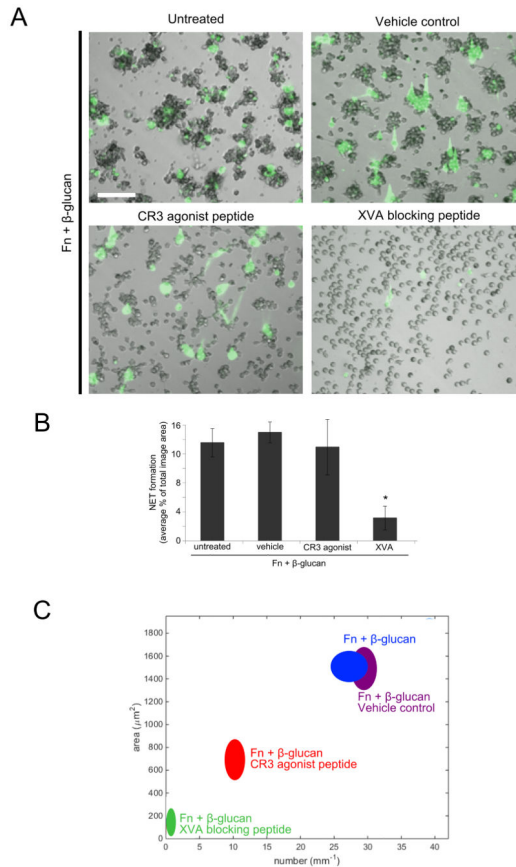 A
Untreated
Vehicle control
Fn + β-glucan
CR3 agonist peptide
XVA blocking peptide
B
NET formation
(average % of total image area)
16
12
8
4
0
*
untreated
vehicle
CR3 agonist
XVA
Fn + β-glucan
C
area (μm²)
1800
1600
1400
1200
1000
800
600
400
200
0
Fn + β-glucan
Fn + β-glucan
Vehicle control
Fn + β-glucan
CR3 agonist peptide
Fn + β-glucan
XVA blocking peptide
0 5 10 15 20 25 30 35 40
number (mm⁻¹)